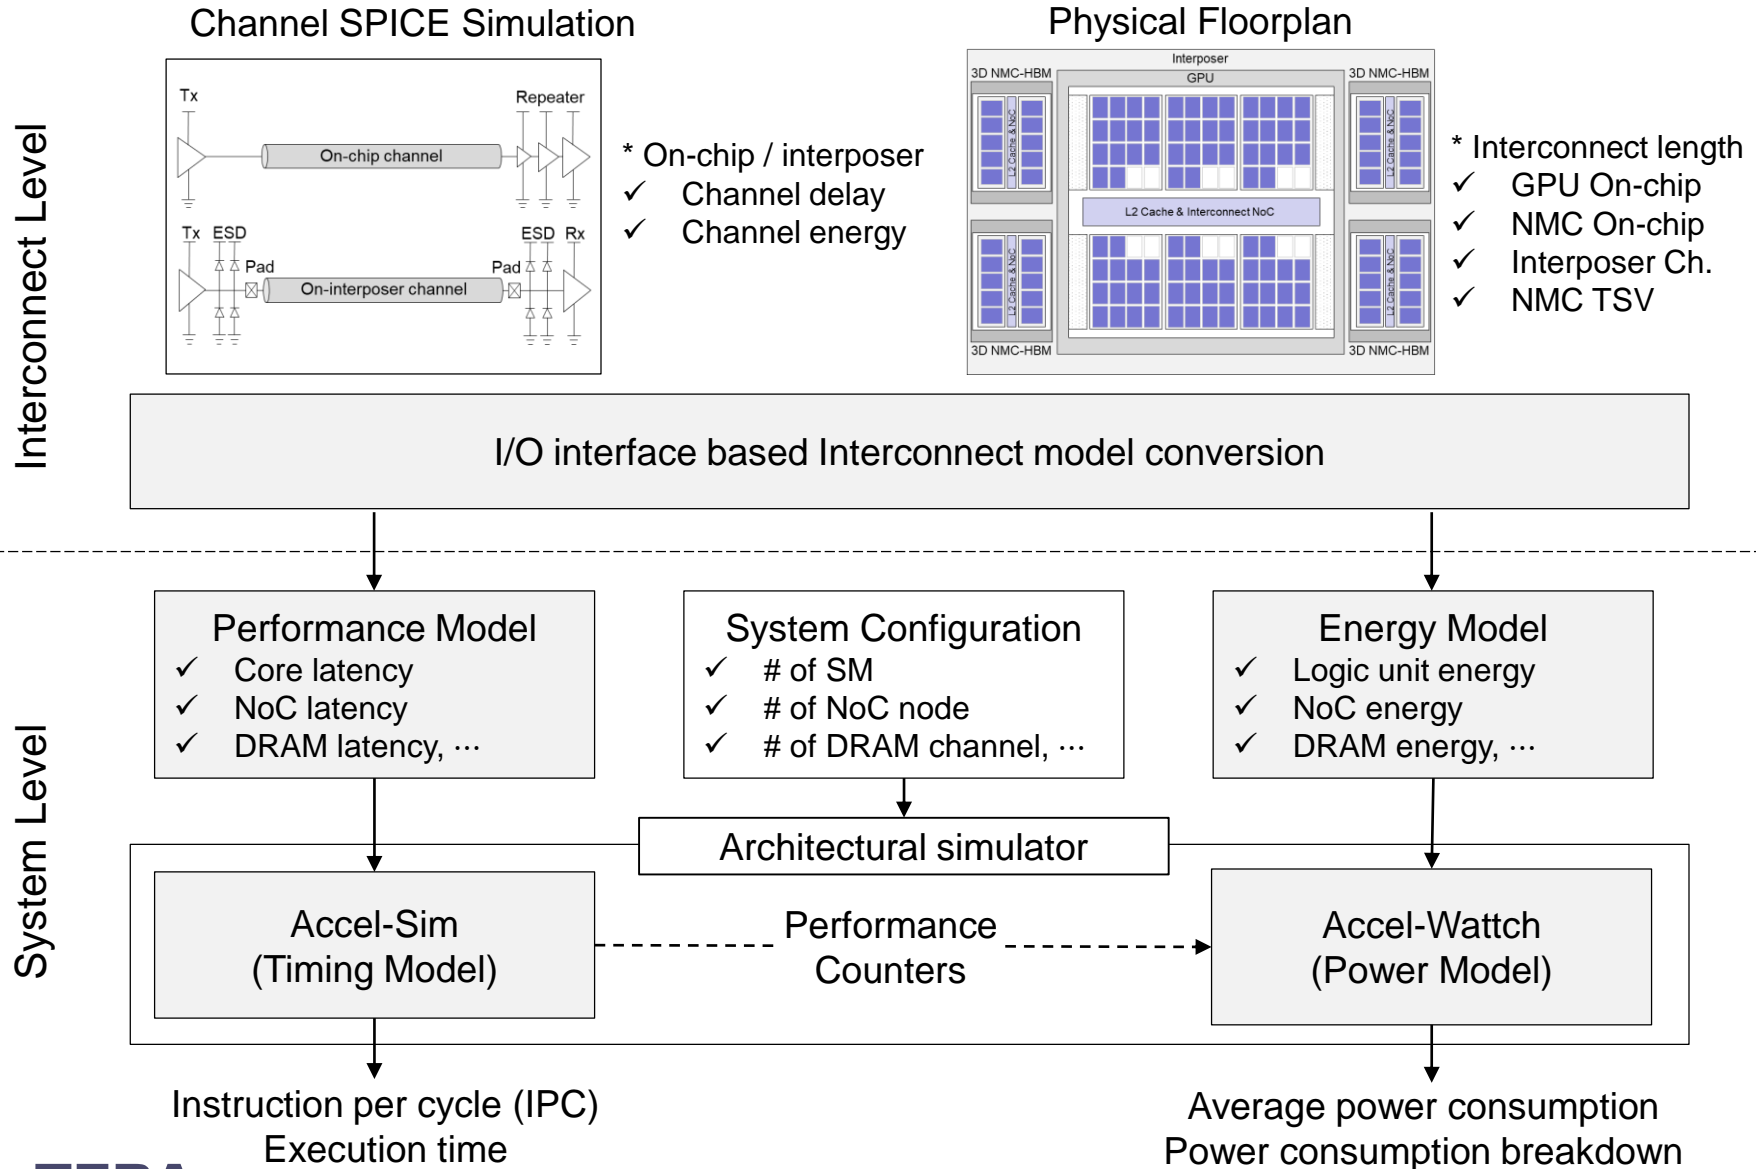 Channel SPICE Simulation
Physical Floorplan
Interconnect Level
Tx
Repeater
On-chip channel
Tx ESD
ESD Rx
Pad
Pad
On-interposer channel
* On-chip / interposer
✓ Channel delay
✓ Channel energy
Interposer
3D NMC-HBM
GPU
3D NMC-HBM
L2 Cache & NoC
L2 Cache & NoC
L2 Cache & Interconnect NoC
L2 Cache & NoC
L2 Cache & NoC
3D NMC-HBM
3D NMC-HBM
* Interconnect length
✓ GPU On-chip
✓ NMC On-chip
✓ Interposer Ch.
✓ NMC TSV
I/O interface based Interconnect model conversion
System Level
Performance Model
✓ Core latency
✓ NoC latency
✓ DRAM latency, ⋯
System Configuration
✓ # of SM
✓ # of NoC node
✓ # of DRAM channel, ⋯
Energy Model
✓ Logic unit energy
✓ NoC energy
✓ DRAM energy, ⋯
Architectural simulator
Accel-Sim
(Timing Model)
Performance
Counters
Accel-Wattch
(Power Model)
Instruction per cycle (IPC)
Execution time
Average power consumption
Power consumption breakdown